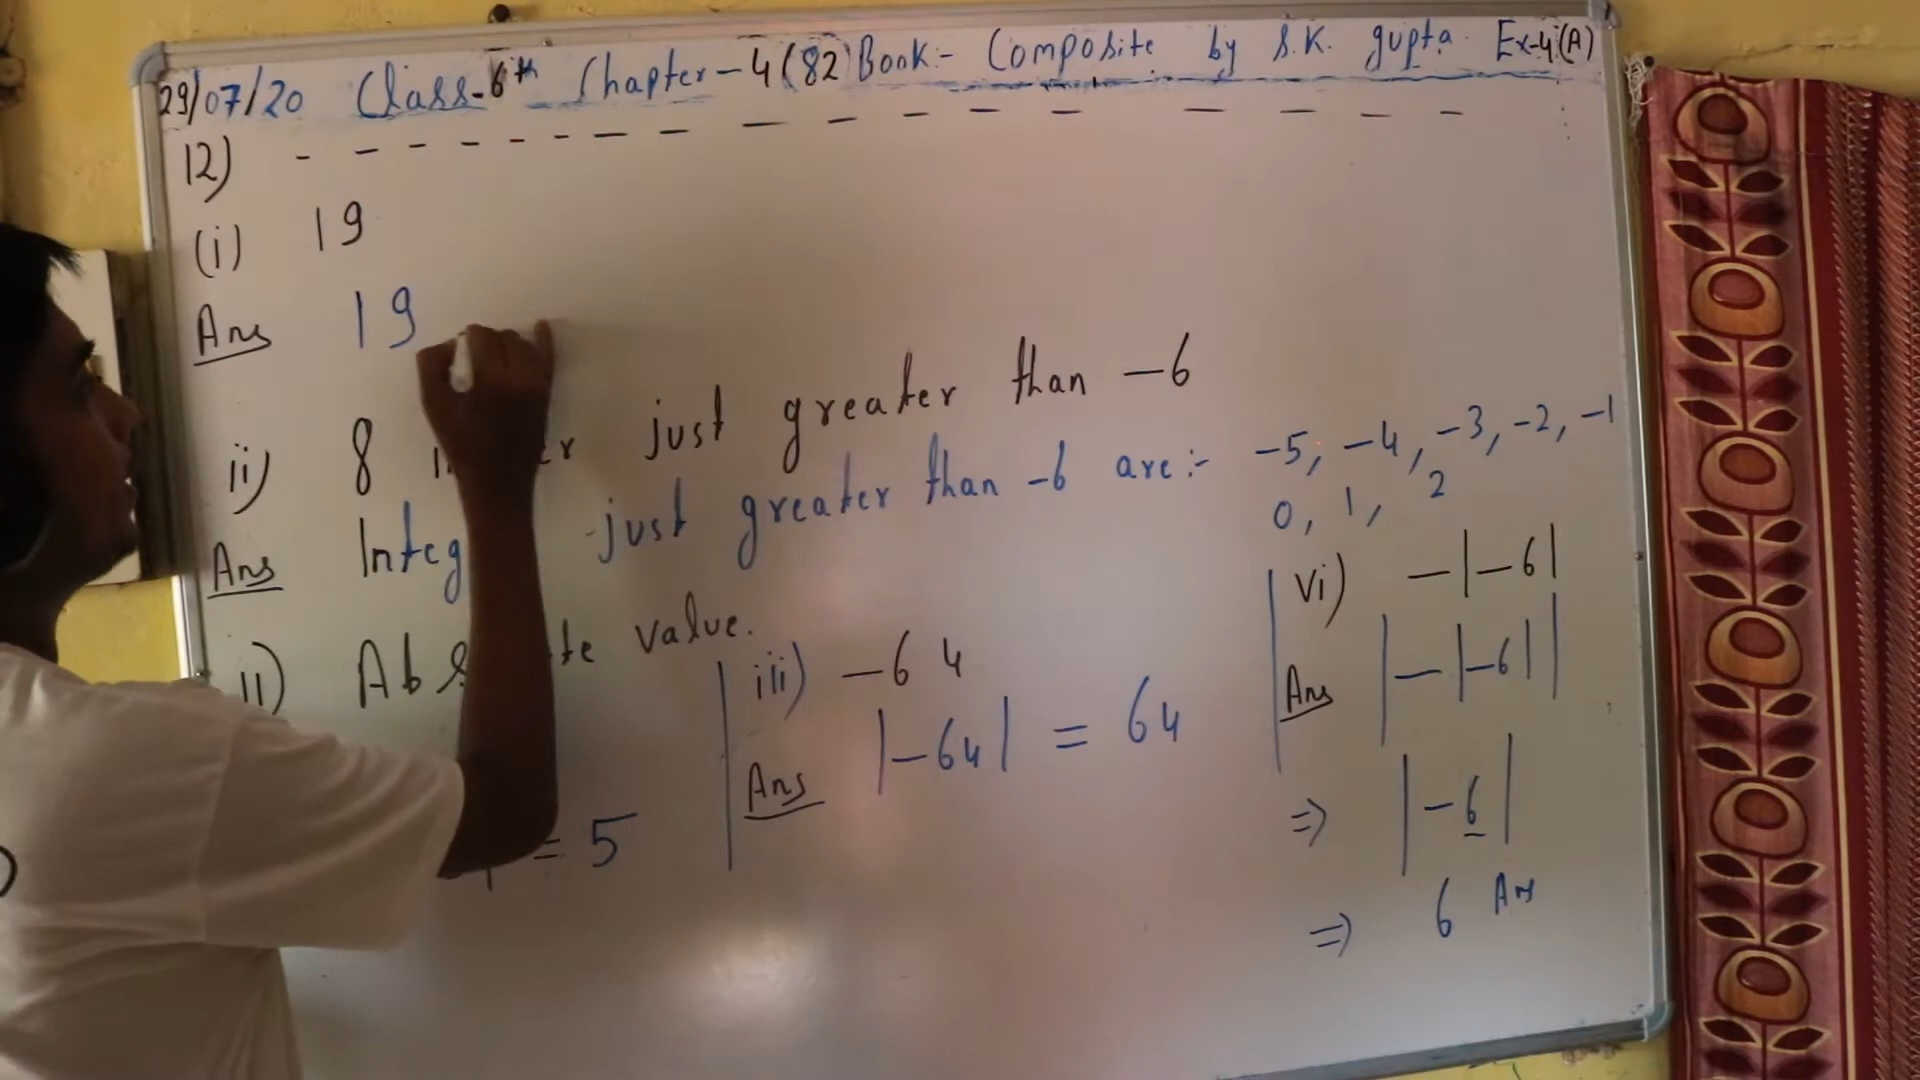 29/07/20 Class-6th Chapter-4(82) Book:- Composite by S.K. gupta Ex-4(A)
12) - - - - - - - - - - - - - - - -
(i) 19
Ans 19
ii) 8 just greater than -6
Ans just greater than -6 are:- -5, -4, -3, -2, -1
0, 1, 2
11) value.
= 5
iii) -64
Ans |-64| = 64
vi) -|-6|
Ans |-|-6||
⇒ |-6|
⇒ 6 Ans